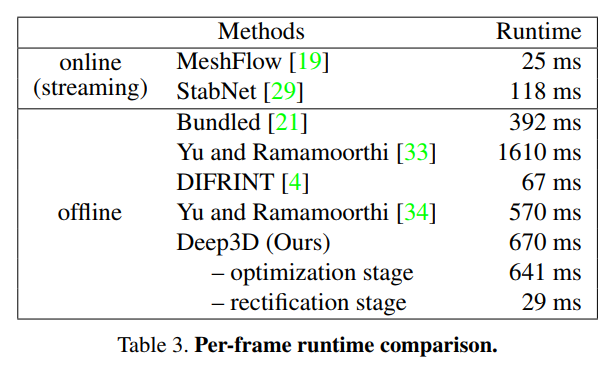 Methods Runtime
online (streaming) MeshFlow [19] 25 ms
StabNet [29] 118 ms
offline Bundled [21] 392 ms
Yu and Ramamoorthi [33] 1610 ms
DIFRINT [4] 67 ms
Yu and Ramamoorthi [34] 570 ms
Deep3D (Ours) 670 ms
– optimization stage 641 ms
– rectification stage 29 ms
Table 3. Per-frame runtime comparison.